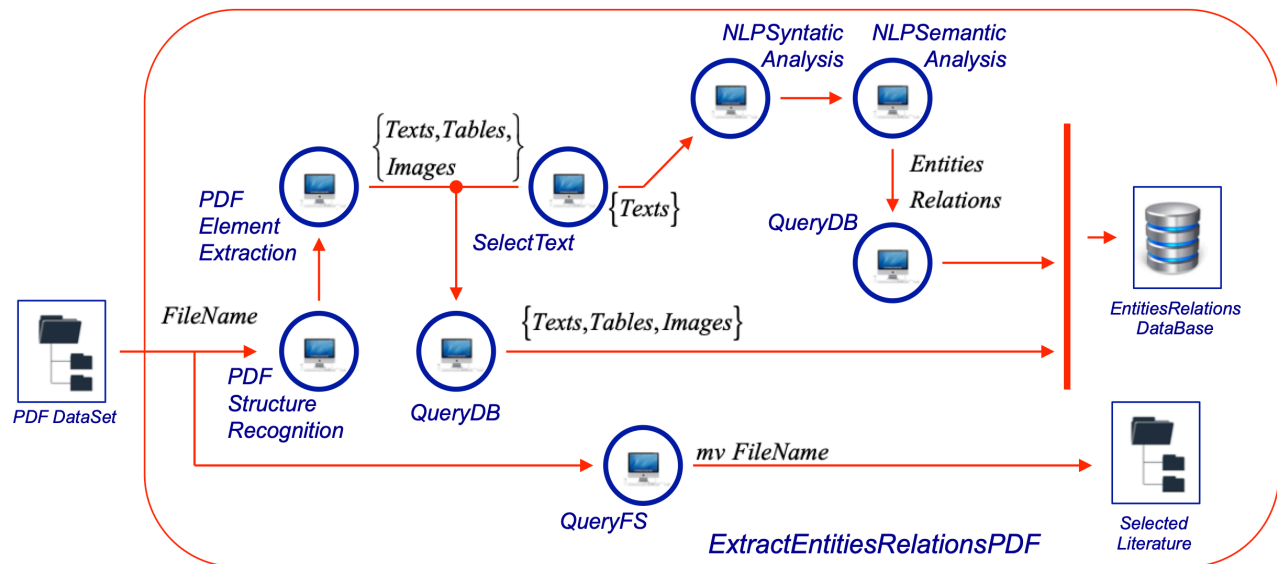 NLPSyntatic
Analysis
NLPSemantic
Analysis
{Texts,Tables,
Images}
PDF
Element
Extraction
SelectText
{Texts}
Entities
Relations
QueryDB
FileName
{Texts,Tables,Images}
EntitiesRelations
DataBase
PDF DataSet
PDF
Structure
Recognition
QueryDB
mv FileName
QueryFS
ExtractEntitiesRelationsPDF
Selected
Literature